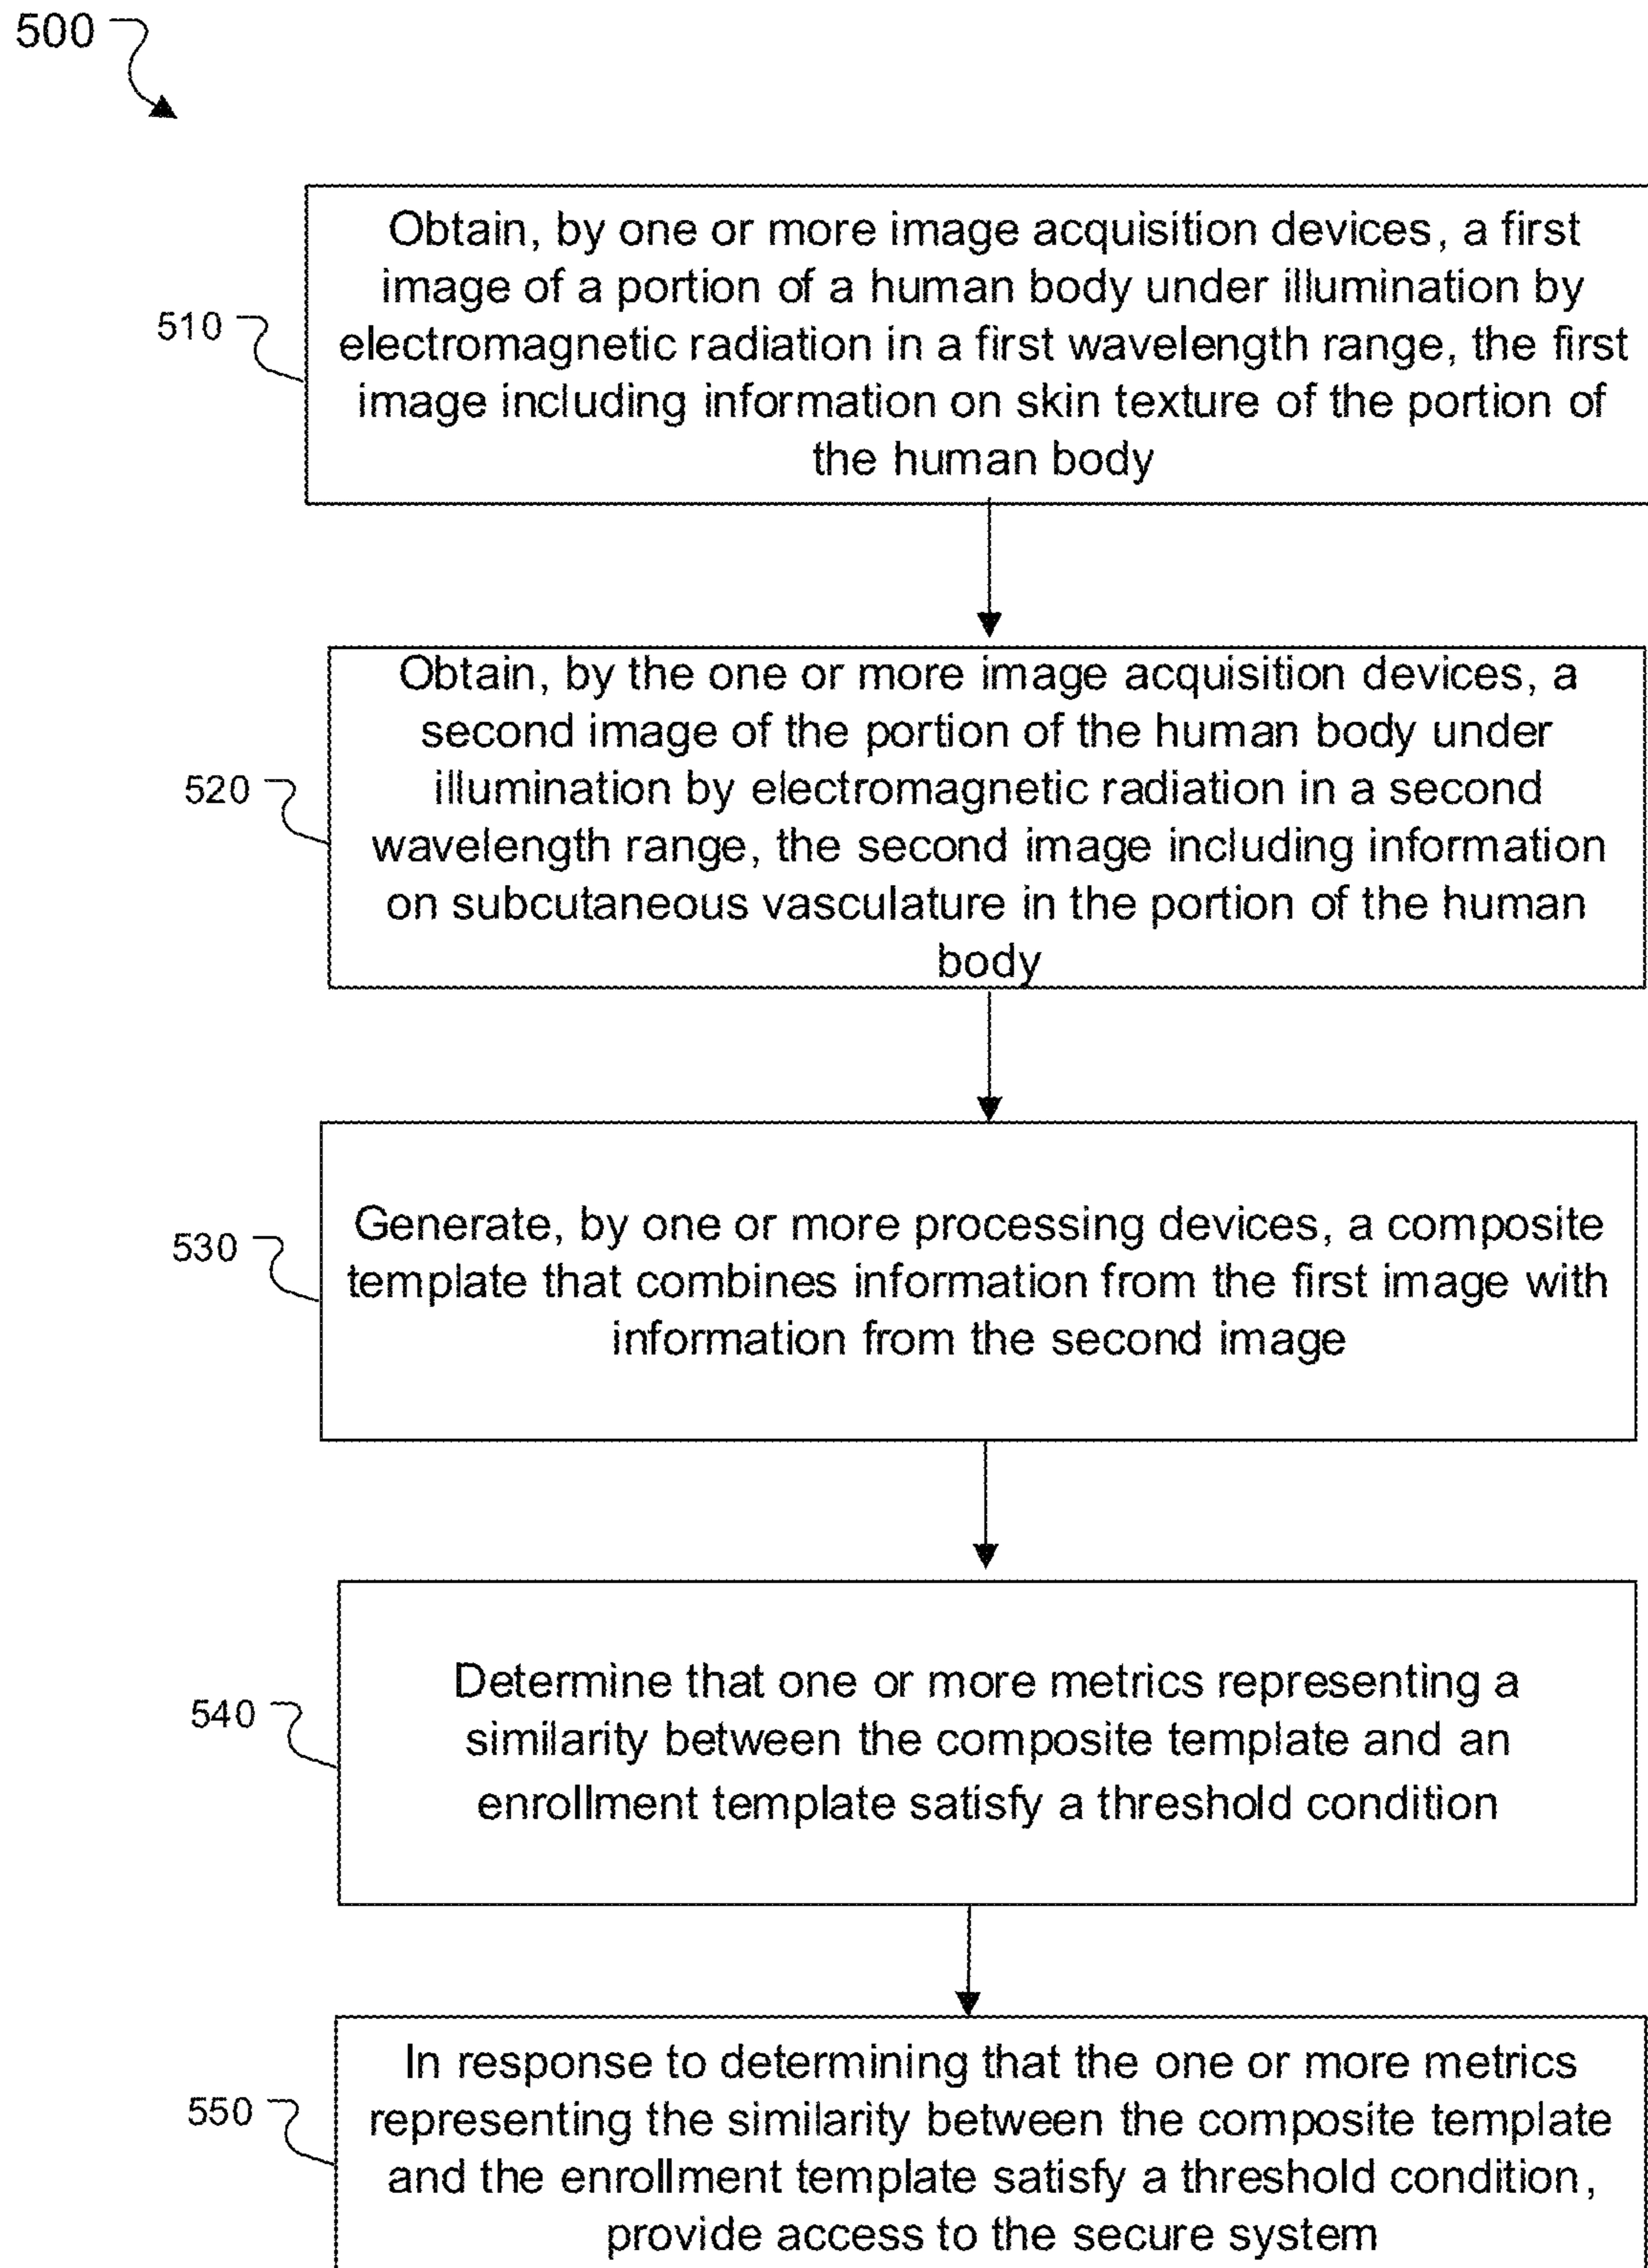 500
510
Obtain, by one or more image acquisition devices, a first
image of a portion of a human body under illumination by
electromagnetic radiation in a first wavelength range, the first
image including information on skin texture of the portion of
the human body
520
Obtain, by the one or more image acquisition devices, a
second image of the portion of the human body under
illumination by electromagnetic radiation in a second
wavelength range, the second image including information
on subcutaneous vasculature in the portion of the human
body
530
Generate, by one or more processing devices, a composite
template that combines information from the first image with
information from the second image
540
Determine that one or more metrics representing a
similarity between the composite template and an
enrollment template satisfy a threshold condition
550
In response to determining that the one or more metrics
representing the similarity between the composite template
and the enrollment template satisfy a threshold condition,
provide access to the secure system